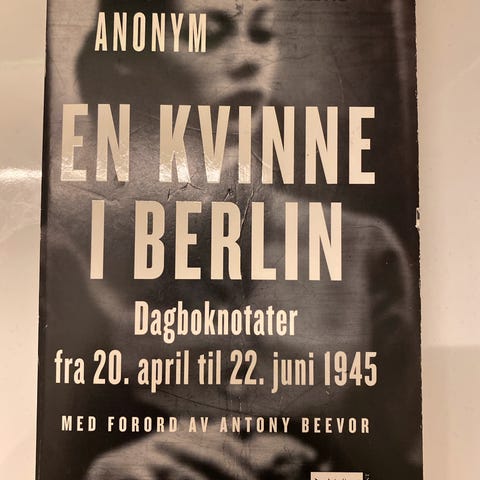 ANONYM
EN KVINNE
I BERLIN
Dagboknotater
fra 20. april til 22. juni 1945
MED FORORD AV ANTONY BEEVOR